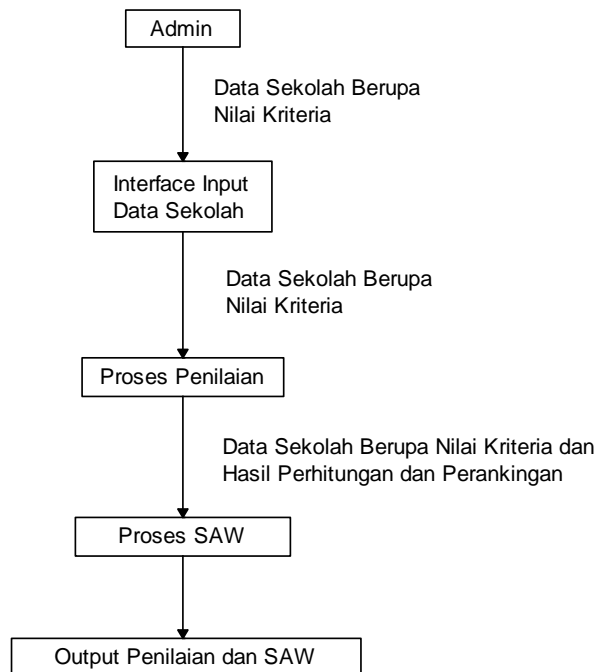 Admin
Data Sekolah Berupa
Nilai Kriteria
Interface Input
Data Sekolah
Data Sekolah Berupa
Nilai Kriteria
Proses Penilaian
Data Sekolah Berupa Nilai Kriteria dan
Hasil Perhitungan dan Perankingan
Proses SAW
Output Penilaian dan SAW